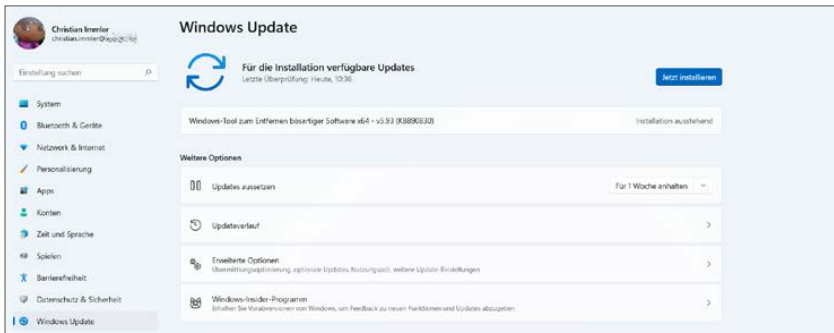 Christian Immler
christian.immler@
Einstellung suchen
System
Bluetooth & Geräte
Netzwerk & Internet
Personalisierung
Apps
Konten
Zeit und Sprache
Spielen
Barrierefreiheit
Datenschutz & Sicherheit
Windows Update
Windows Update
Für die Installation verfügbare Updates
Letzte Überprüfung: Heute, 10:36
Jetzt installieren
Windows-Tool zum Entfernen bösartiger Software x64 - v5.93 (KB890830)
Installation ausstehend
Weitere Optionen
Updates aussetzen
Für 1 Woche anhalten
Updateverlauf
Erweiterte Optionen
Übermittlungsoptimierung, optionale Updates, Nutzungszeit, weitere Update-Einstellungen
Windows-Insider-Programm
Erhalten Sie Vorabversionen von Windows, um Feedback zu neuen Funktionen und Updates abzugeben